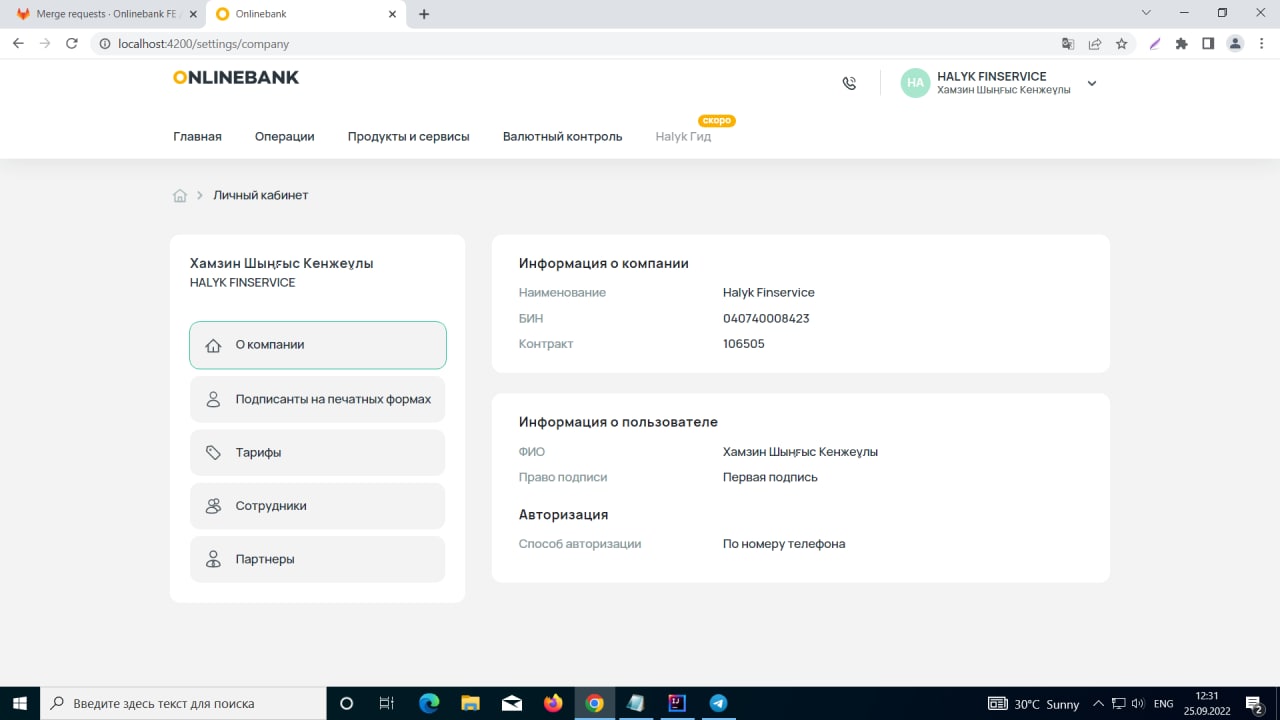 Merge requests · Onlinebank FE
Onlinebank
localhost:4200/settings/company
ONLINEBANK
HA
HALYK FINSERVICE
Хамзин Шыңғыс Кенжеұлы
скоро
Главная Операции Продукты и сервисы Валютный контроль Halyk Гид
Личный кабинет
Хамзин Шыңғыс Кенжеұлы
HALYK FINSERVICE
О компании
Подписанты на печатных формах
Тарифы
Сотрудники
Партнеры
Информация о компании
Наименование Halyk Finservice
БИН 040740008423
Контракт 106505
Информация о пользователе
ФИО Хамзин Шыңғыс Кенжеұлы
Право подписи Первая подпись
Авторизация
Способ авторизации По номеру телефона
Введите здесь текст для поиска
30°C Sunny
ENG
12:31
25.09.2022
2